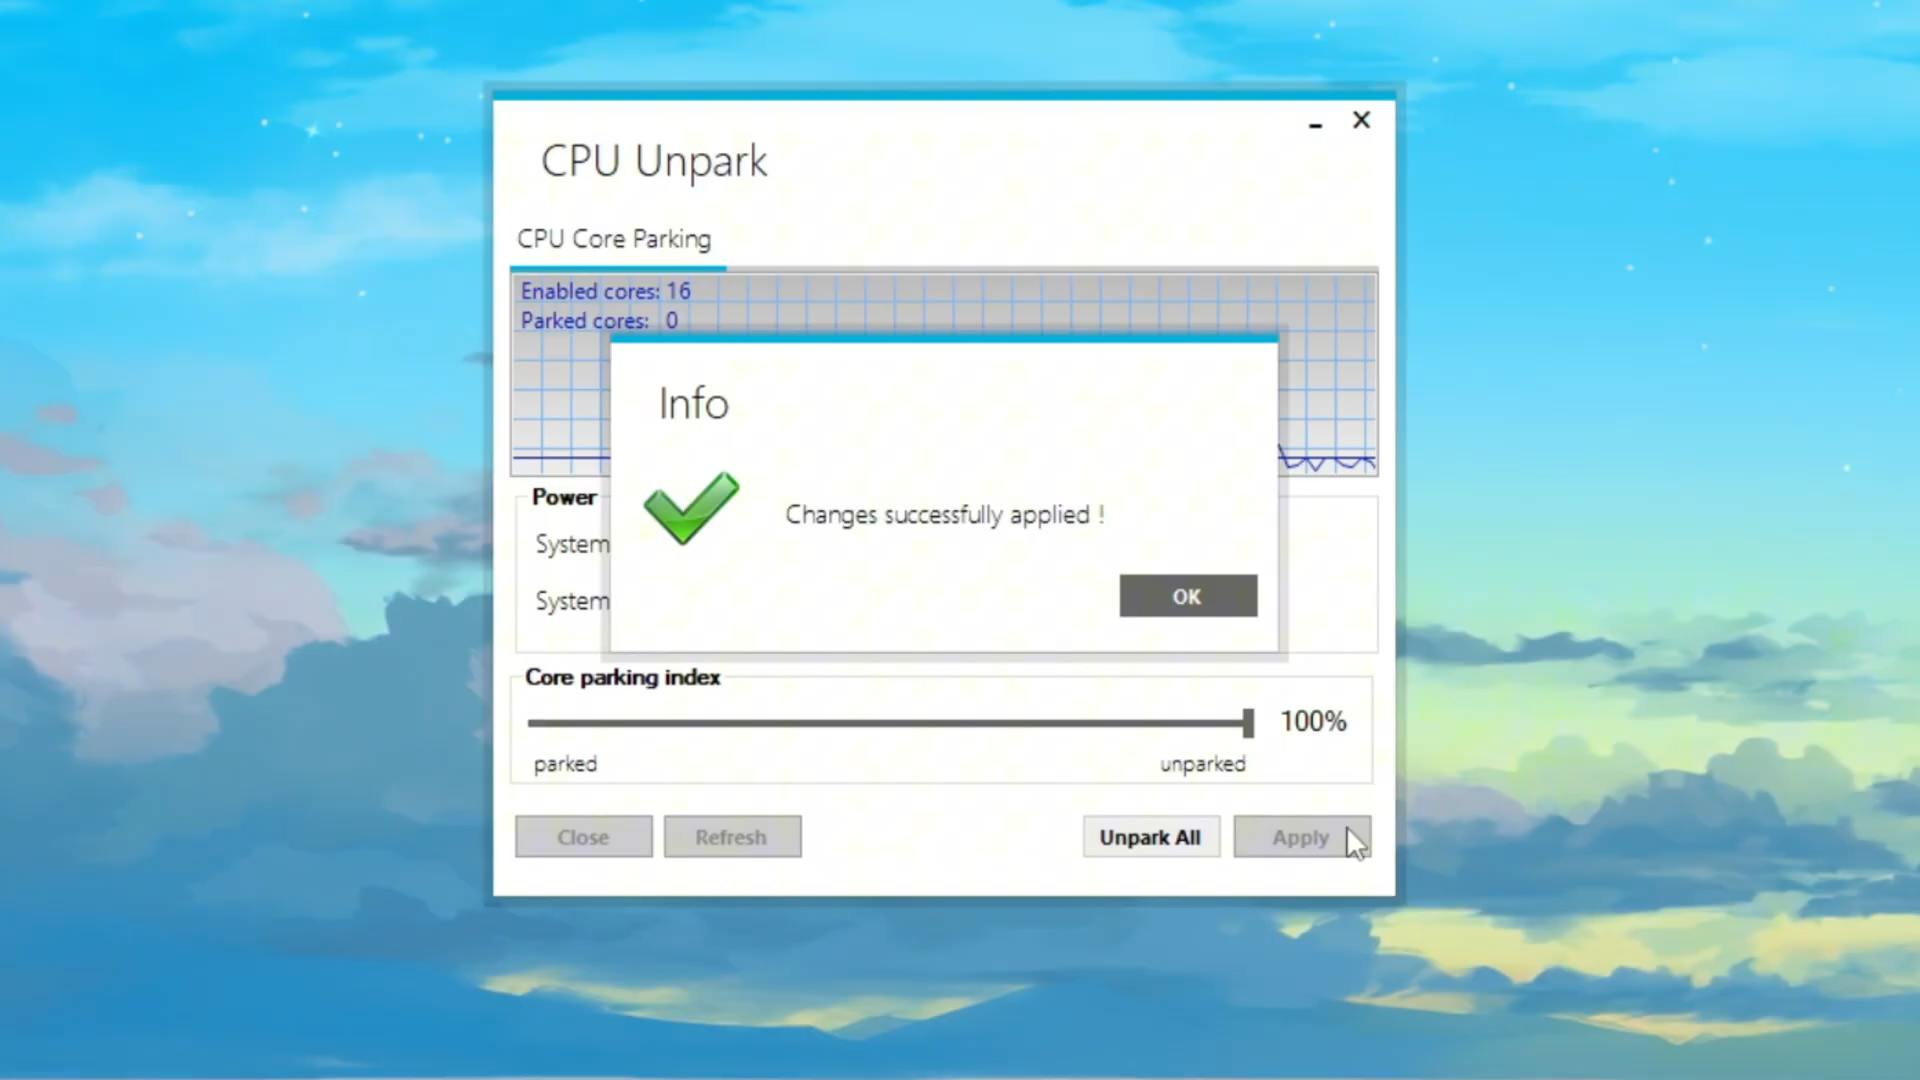 CPU Unpark
CPU Core Parking
Enabled cores: 16
Parked cores: 0
Info
Changes successfully applied !
OK
Power
System
System
Core parking index
100%
parked
unparked
Close
Refresh
Unpark All
Apply